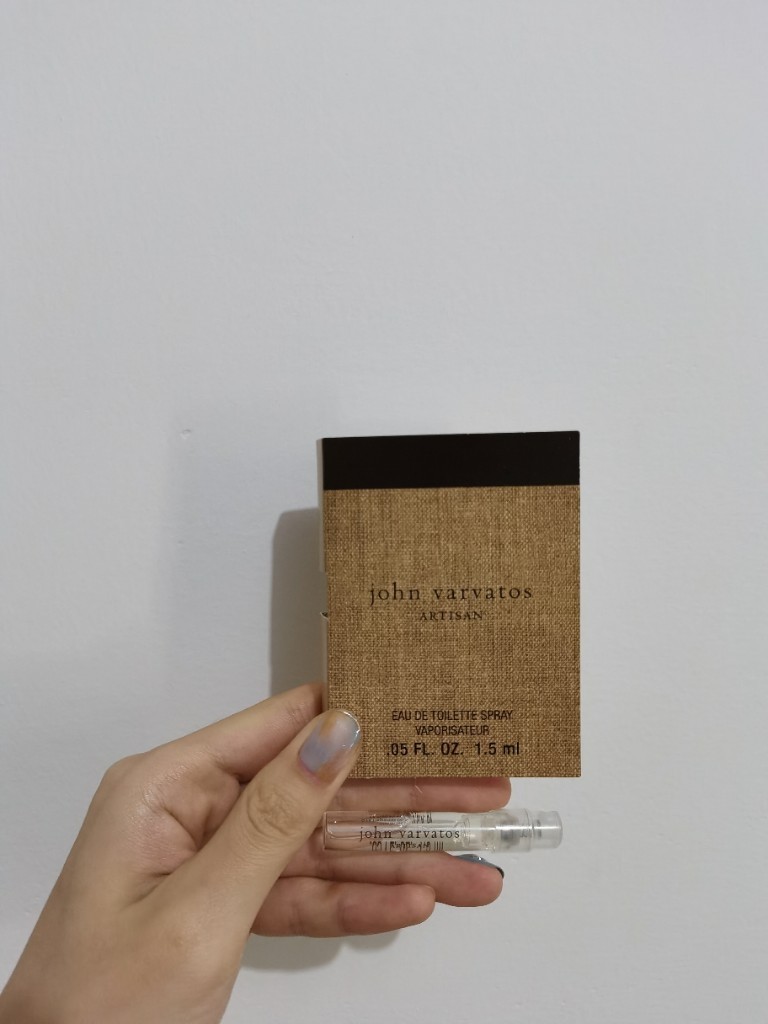 john varvatos
ARTISAN
EAU DE TOILETTE SPRAY
VAPORISATEUR
.05 FL. OZ. 1.5 ml
john varvatos